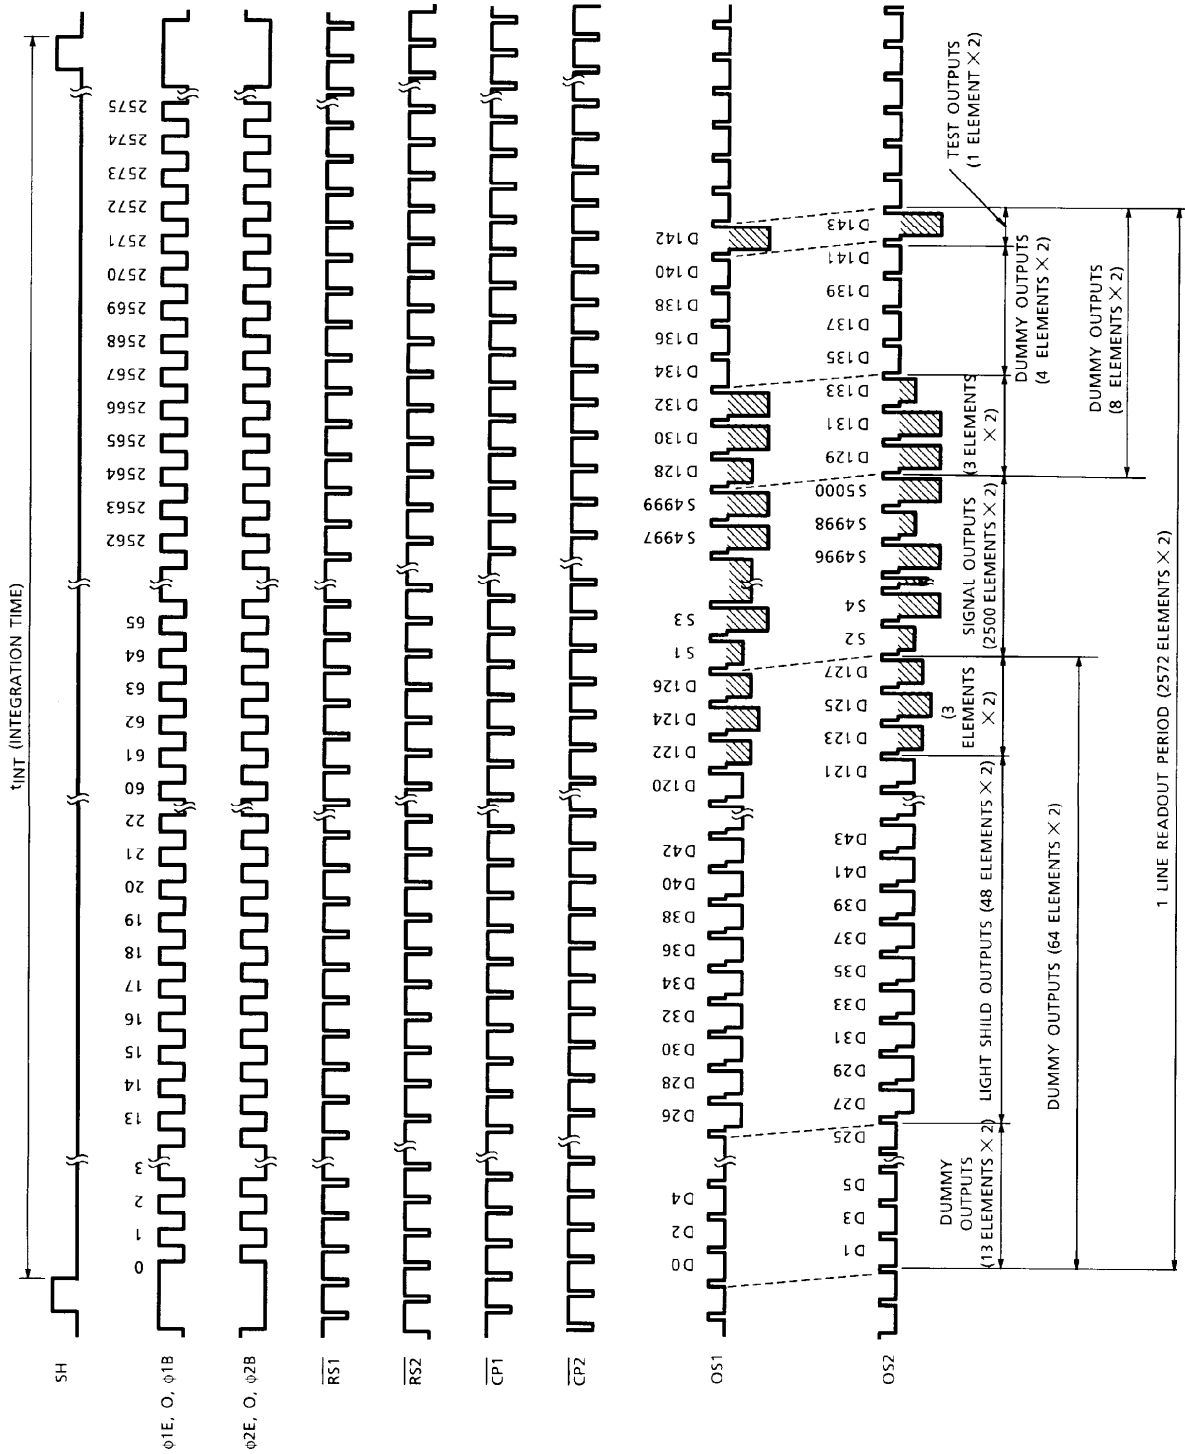 tINT (INTEGRATION TIME)
SH
φ1E, O, φ1B
0 1 2 3 13 14 15 16 17 18 19 20 21 22 60 61 62 63 64 65 2562 2563 2564 2565 2566 2567 2568 2569 2570 2571 2572 2573 2574 2575
φ2E, O, φ2B
RS1
RS2
CP1
CP2
OS1
D0 D2 D4 D26 D28 D30 D32 D34 D36 D38 D40 D42 D120 D122 D124 D126 S1 S3 S4997 S4999 D128 D130 D132 D134 D136 D138 D140 D142
OS2
D1 D3 D5 D25 D27 D29 D31 D33 D35 D37 D39 D41 D43 D121 D123 D125 D127 S2 S4 S4996 S4998 S5000 D129 D131 D133 D135 D137 D139 D141 D143
DUMMY
OUTPUTS
(13 ELEMENTS × 2)
LIGHT SHILD OUTPUTS (48 ELEMENTS × 2)
(3
ELEMENTS
× 2)
SIGNAL OUTPUTS
(2500 ELEMENTS × 2)
(3 ELEMENTS
× 2)
DUMMY OUTPUTS
(4 ELEMENTS × 2)
TEST OUTPUTS
(1 ELEMENT × 2)
DUMMY OUTPUTS (64 ELEMENTS × 2)
DUMMY OUTPUTS
(8 ELEMENTS × 2)
1 LINE READOUT PERIOD (2572 ELEMENTS × 2)